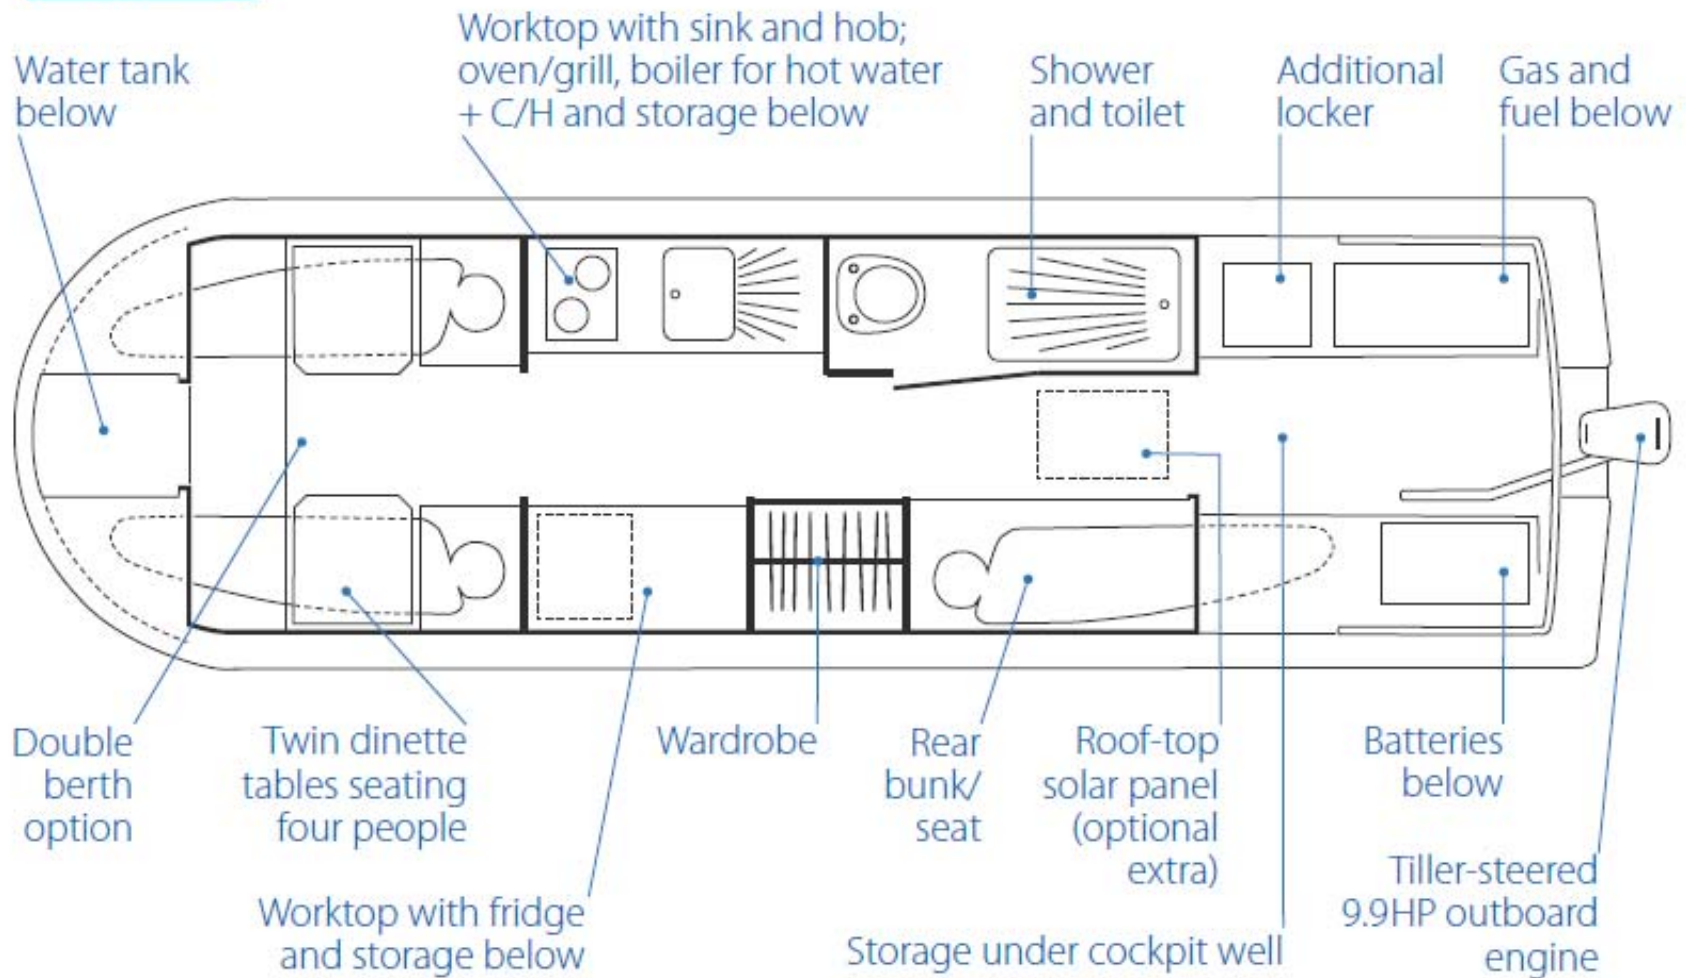 Water tank
below
Worktop with sink and hob;
oven/grill, boiler for hot water
+ C/H and storage below
Shower
and toilet
Additional
locker
Gas and
fuel below
Double
berth
option
Twin dinette
tables seating
four people
Worktop with fridge
and storage below
Wardrobe
Rear
bunk/
seat
Roof-top
solar panel
(optional
extra)
Storage under cockpit well
Batteries
below
Tiller-steered
9.9HP outboard
engine